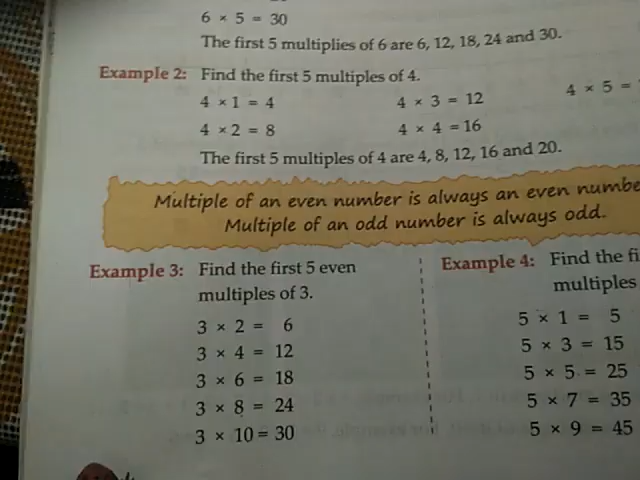 6 × 5 = 30
The first 5 multiplies of 6 are 6, 12, 18, 24 and 30.
Example 2: Find the first 5 multiples of 4.
4 × 1 = 4 4 × 3 = 12 4 × 5 =
4 × 2 = 8 4 × 4 = 16
The first 5 multiples of 4 are 4, 8, 12, 16 and 20.
Multiple of an even number is always an even numbe
Multiple of an odd number is always odd.
Example 3: Find the first 5 even
multiples of 3.
3 × 2 = 6
3 × 4 = 12
3 × 6 = 18
3 × 8 = 24
3 × 10 = 30
Example 4: Find the fi
multiples
5 × 1 = 5
5 × 3 = 15
5 × 5 = 25
5 × 7 = 35
5 × 9 = 45